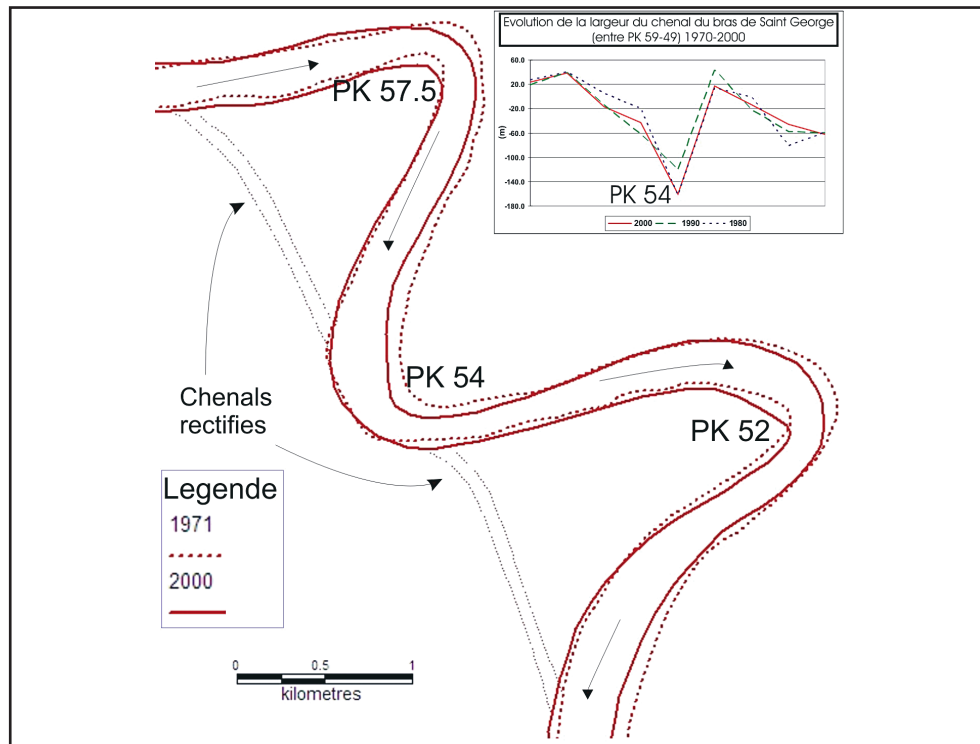 Evolution de la largeur du chenal du bras de Saint George
(entre PK 59-49) 1970-2000
60.0
20.0
-20.0
-60.0
-100.0
-140.0
-180.0
(m)
PK 54
2000 1990 1980
PK 57.5
PK 54
PK 52
Chenals
rectifies
Legende
1971
2000
0 0.5 1
kilometres